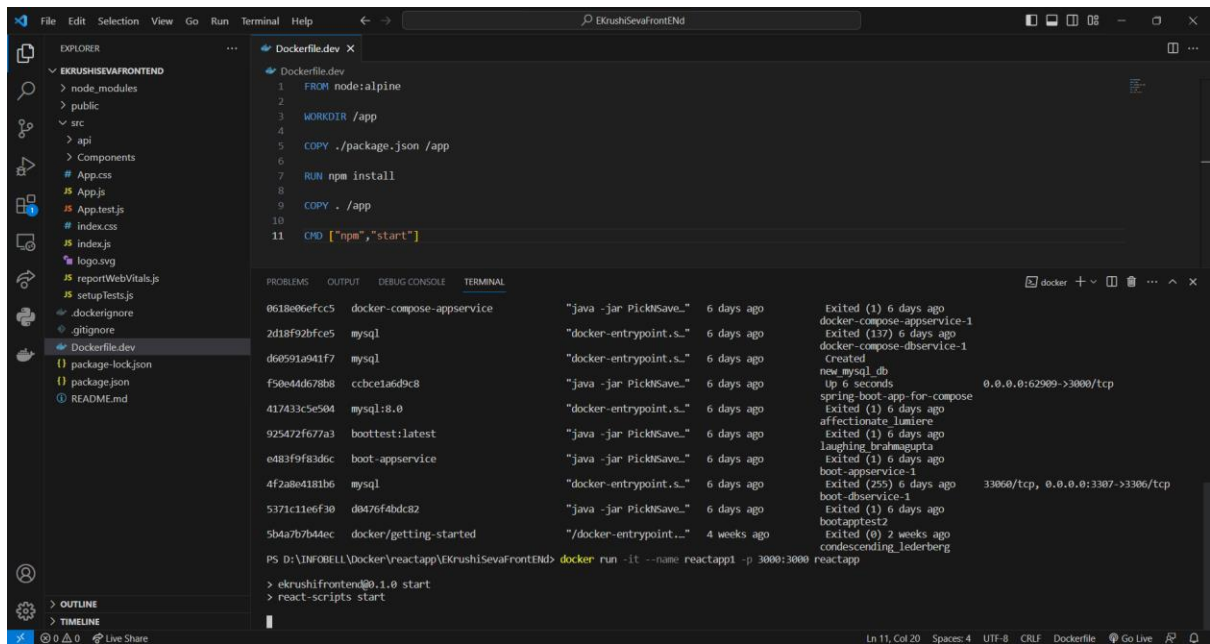 File Edit Selection View Go Run Terminal Help
EKrushiSevaFrontENd
EXPLORER
EKRUSHISEVAFRONTEND
node_modules
public
src
api
Components
# App.css
JS App.js
JS App.test.js
# index.css
JS index.js
logo.svg
JS reportWebVitals.js
JS setupTests.js
.dockerignore
.gitignore
Dockerfile.dev
{} package-lock.json
{} package.json
README.md
OUTLINE
TIMELINE
1
Dockerfile.dev
Dockerfile.dev
1 FROM node:alpine
2
3 WORKDIR /app
4
5 COPY ./package.json /app
6
7 RUN npm install
8
9 COPY . /app
10
11 CMD ["npm","start"]
PROBLEMS OUTPUT DEBUG CONSOLE TERMINAL
docker
0618e06efcc5 docker-compose-appservice "java -jar PickNSave…" 6 days ago Exited (1) 6 days ago
docker-compose-appservice-1
2d18f92bfce5 mysql "docker-entrypoint.s…" 6 days ago Exited (137) 6 days ago
docker-compose-dbservice-1
d60591a941f7 mysql "docker-entrypoint.s…" 6 days ago Created
new_mysql_db
f50e44d678b8 ccbce1a6d9c8 "java -jar PickNSave…" 6 days ago Up 6 seconds 0.0.0.0:62909->3000/tcp
spring-boot-app-for-compose
417433c5e504 mysql:8.0 "docker-entrypoint.s…" 6 days ago Exited (1) 6 days ago
affectionate_lumiere
925472f677a3 boottest:latest "java -jar PickNSave…" 6 days ago Exited (1) 6 days ago
laughing_brahmagupta
e483f9f83d6c boot-appservice "java -jar PickNSave…" 6 days ago Exited (1) 6 days ago
boot-appservice-1
4f2a8e4181b6 mysql "docker-entrypoint.s…" 6 days ago Exited (255) 6 days ago 33060/tcp, 0.0.0.0:3307->3306/tcp
boot-dbservice-1
5371c11e6f30 d0476f4bdc82 "java -jar PickNSave…" 6 days ago Exited (1) 6 days ago
bootapptest2
5b4a7b7b44ec docker/getting-started "/docker-entrypoint.…" 4 weeks ago Exited (0) 2 weeks ago
condescending_lederberg
PS D:\INFOBELL\Docker\reactapp\EKrushiSevaFrontENd> docker run -it --name reactapp1 -p 3000:3000 reactapp
> ekrushifrontend@0.1.0 start
> react-scripts start
0 0 0 Live Share
Ln 11, Col 20 Spaces: 4 UTF-8 CRLF Dockerfile Go Live